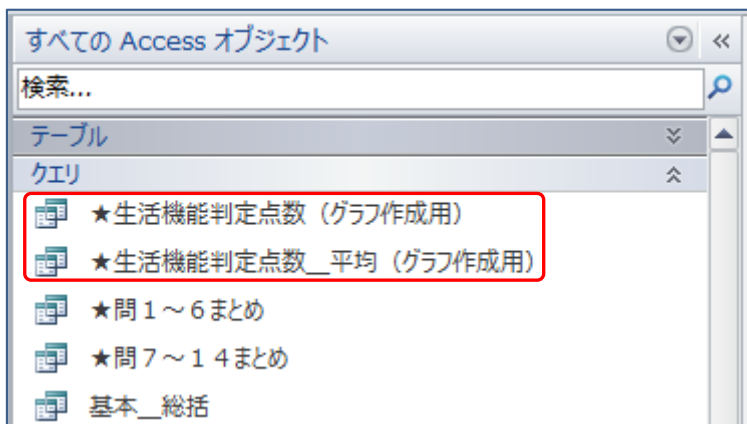 すべての Access オブジェクト
検索...
テーブル
クエリ
★生活機能判定点数（グラフ作成用）
★生活機能判定点数__平均（グラフ作成用）
★問１～６まとめ
★問７～１４まとめ
基本__総括